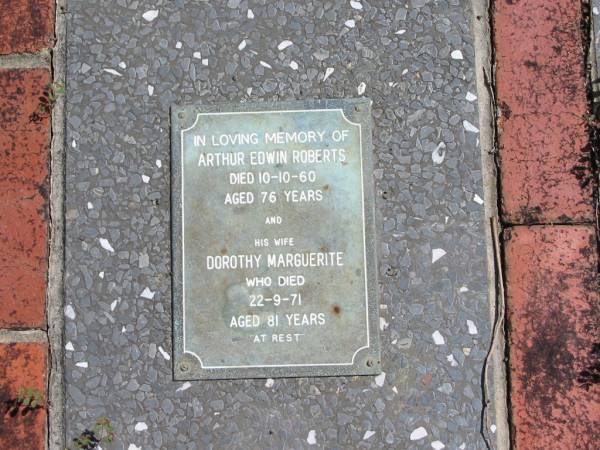 IN LOVING MEMORY OF
ARTHUR EDWIN ROBERTS
DIED 10-10-60
AGED 76 YEARS
AND
HIS WIFE
DOROTHY MARGUERITE
WHO DIED
22-9-71
AGED 81 YEARS
"AT REST"